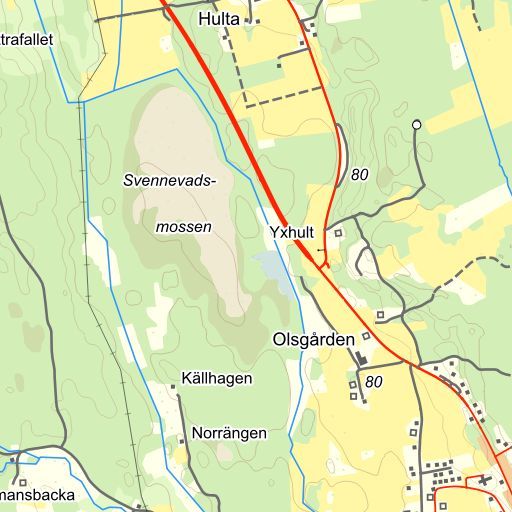 Hulta
trafallet
80
Svennevads-
mossen
Yxhult
Olsgården
Källhagen
80
Norrängen
mansbacka